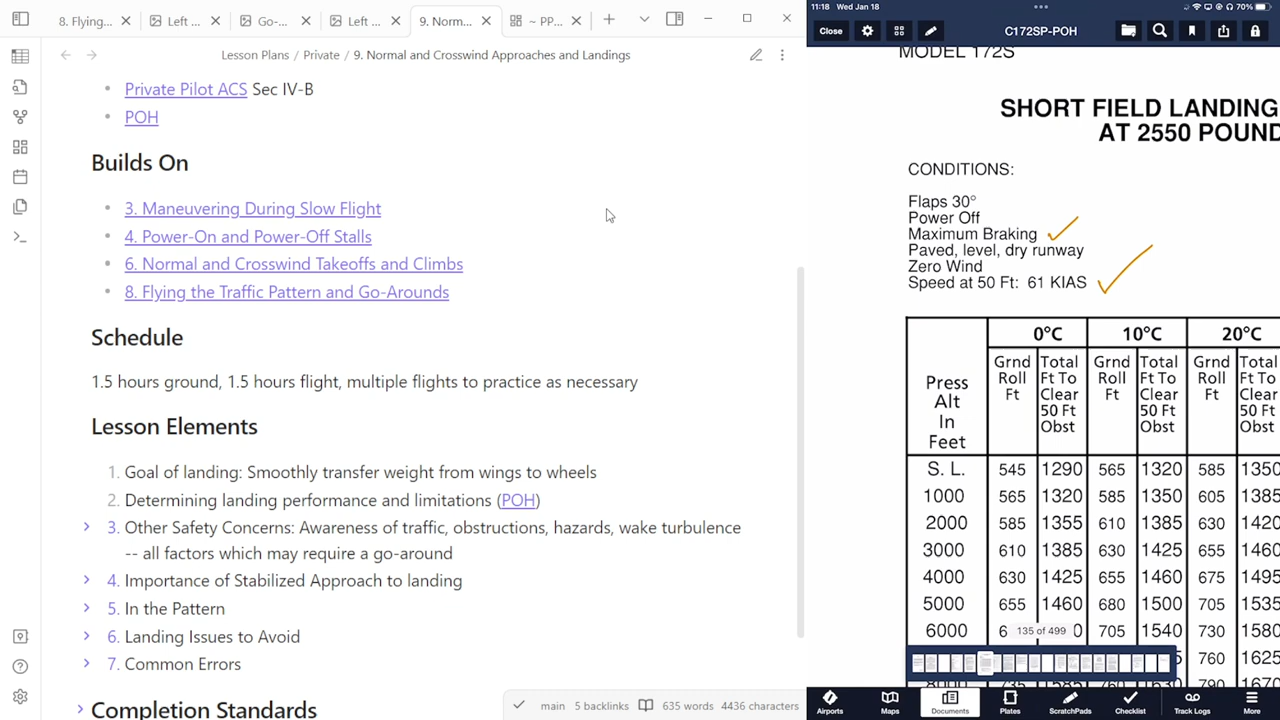 8. Flying...
Left ...
Go-...
Left ...
9. Norm...
~ PP...
Lesson Plans / Private / 9. Normal and Crosswind Approaches and Landings
Private Pilot ACS Sec IV-B
POH
Builds On
3. Maneuvering During Slow Flight
4. Power-On and Power-Off Stalls
6. Normal and Crosswind Takeoffs and Climbs
8. Flying the Traffic Pattern and Go-Arounds
Schedule
1.5 hours ground, 1.5 hours flight, multiple flights to practice as necessary
Lesson Elements
1. Goal of landing: Smoothly transfer weight from wings to wheels
2. Determining landing performance and limitations (POH)
3. Other Safety Concerns: Awareness of traffic, obstructions, hazards, wake turbulence
-- all factors which may require a go-around
4. Importance of Stabilized Approach to landing
5. In the Pattern
6. Landing Issues to Avoid
7. Common Errors
Completion Standards
main 5 backlinks 635 words 4436 characters
11:18 Wed Jan 18
70%
Close
C172SP-POH
MODEL 172S
SHORT FIELD LANDING
AT 2550 POUND
CONDITIONS:
Flaps 30°
Power Off
Maximum Braking
Paved, level, dry runway
Zero Wind
Speed at 50 Ft: 61 KIAS
0°C 10°C 20°C
Press Alt In Feet
Grnd Roll Ft
Total Ft To Clear 50 Ft Obst
Grnd Roll Ft
Total Ft To Clear 50 Ft Obst
Grnd Roll Ft
Total Ft To Clear 50 Ft Obst
S. L. 545 1290 565 1320 585 1350
1000 565 1320 585 1350 605 1385
2000 585 1355 610 1385 630 1420
3000 610 1385 630 1425 655 1460
4000 630 1425 655 1460 675 1495
5000 655 1460 680 1500 705 1535
6000 705 1540 730 1580
135 of 499
760 1625
790 1670
Airports
Maps
Documents
Plates
ScratchPads
Checklist
Track Logs
More